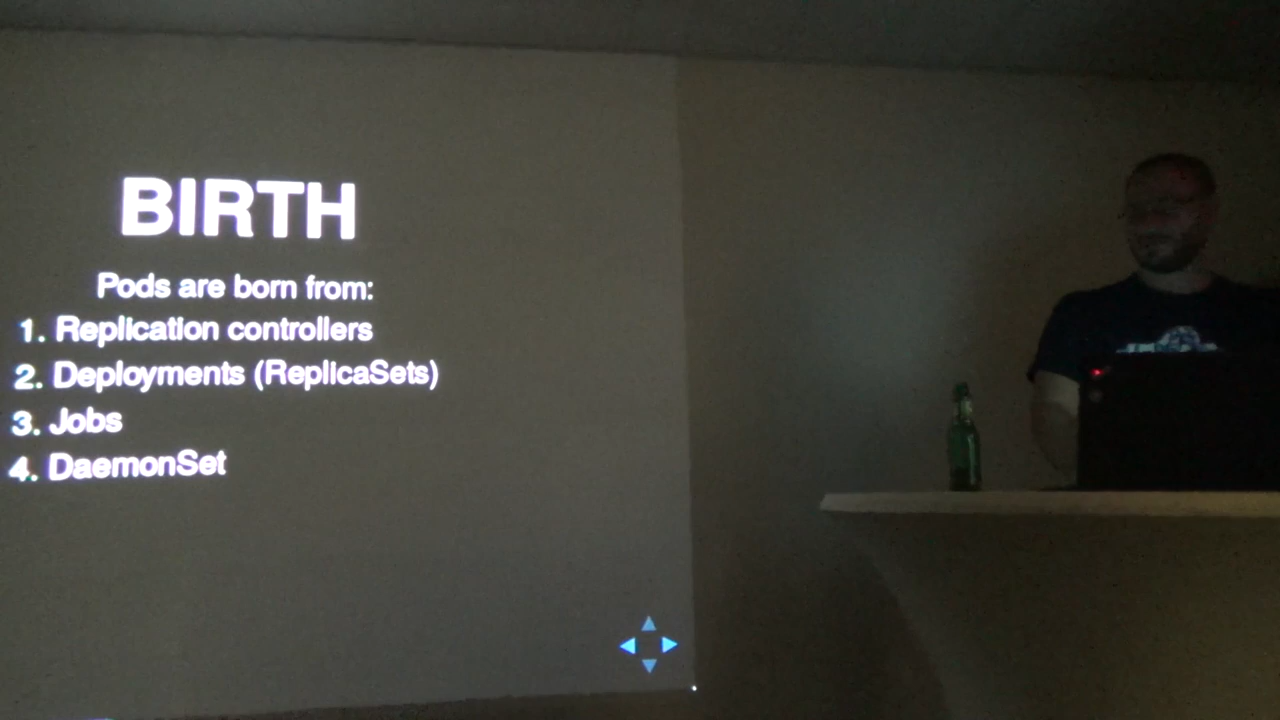 BIRTH
Pods are born from:
1. Replication controllers
2. Deployments (ReplicaSets)
3. Jobs
4. DaemonSet